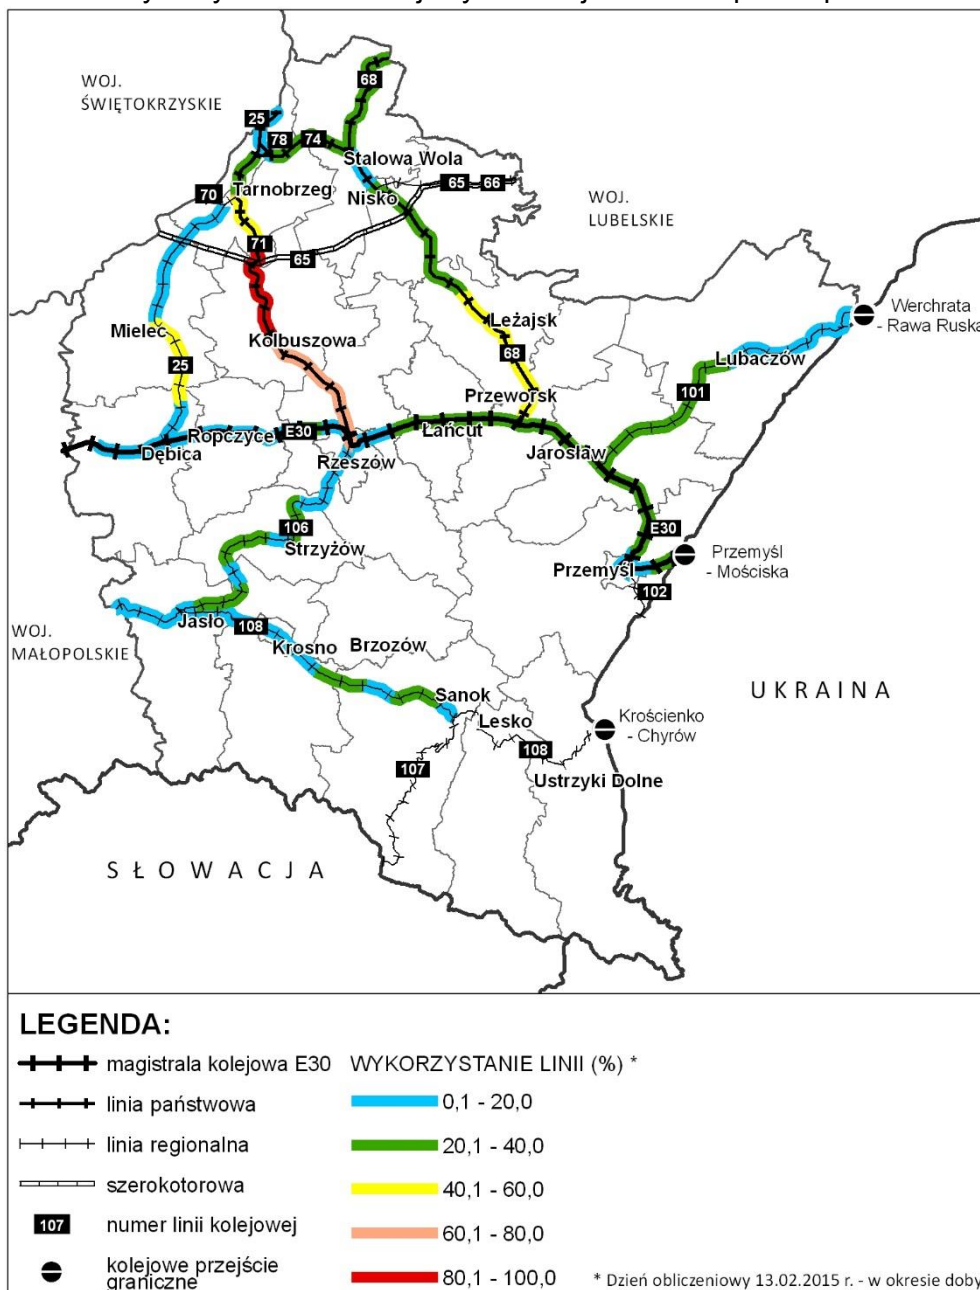 WOJ.
ŚWIĘTOKRZYSKIE
68
25
78
74
Stalowa Wola
70
Tarnobrzeg
Nisko
65
66
WOJ.
LUBELSKIE
71
65
Werchrata
- Rawa Ruska
Mielec
Leżajsk
Kolbuszowa
68
Lubaczów
25
101
Przeworsk
Ropczyce
E30
Łańcut
Dębica
Rzeszów
Jarosław
106
E30
Strzyżów
Przemyśl
- Mościska
Przemyśl
102
WOJ.
MAŁOPOLSKIE
Jasło
108
Krosno
Brzozów
Sanok
UKRAINA
Lesko
Krościenko
- Chyrów
108
107
Ustrzyki Dolne
SŁOWACJA
LEGENDA:
magistrala kolejowa E30
linia państwowa
linia regionalna
szerokotorowa
107 numer linii kolejowej
kolejowe przejście
graniczne
WYKORZYSTANIE LINII (%) *
0,1 - 20,0
20,1 - 40,0
40,1 - 60,0
60,1 - 80,0
80,1 - 100,0
* Dzień obliczeniowy 13.02.2015 r. - w okresie doby